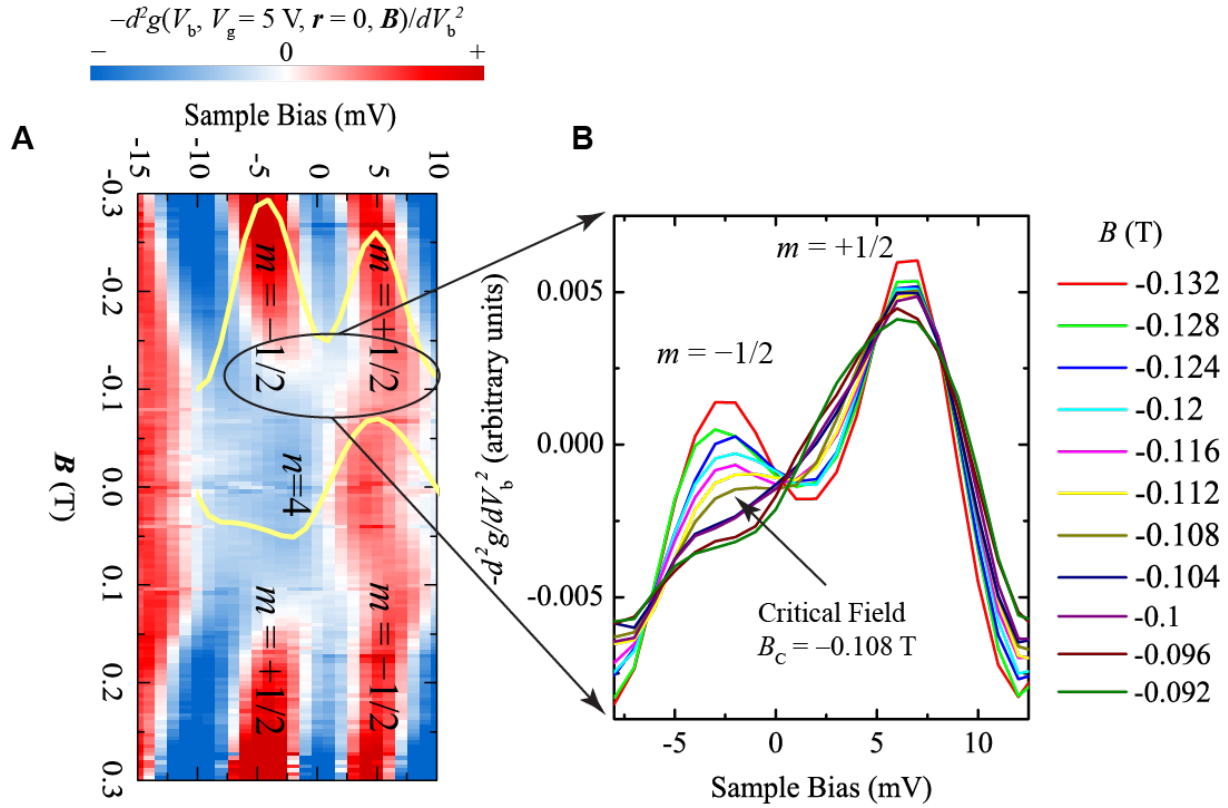 −d²g(Vb, Vg = 5 V, r = 0, B)/dVb²
− 0 +
Sample Bias (mV)
A
-15 -10 -5 0 5 10
-0.3
-0.2
-0.1
0.0
0.1
0.2
0.3
B (T)
m = −1/2
m = +1/2
n=4
m = +1/2
m = −1/2
B
-d²g/dVb² (arbitrary units)
0.005
0.000
-0.005
m = +1/2
m = −1/2
Critical Field
BC = −0.108 T
-5 0 5 10
Sample Bias (mV)
B (T)
-0.132
-0.128
-0.124
-0.12
-0.116
-0.112
-0.108
-0.104
-0.1
-0.096
-0.092